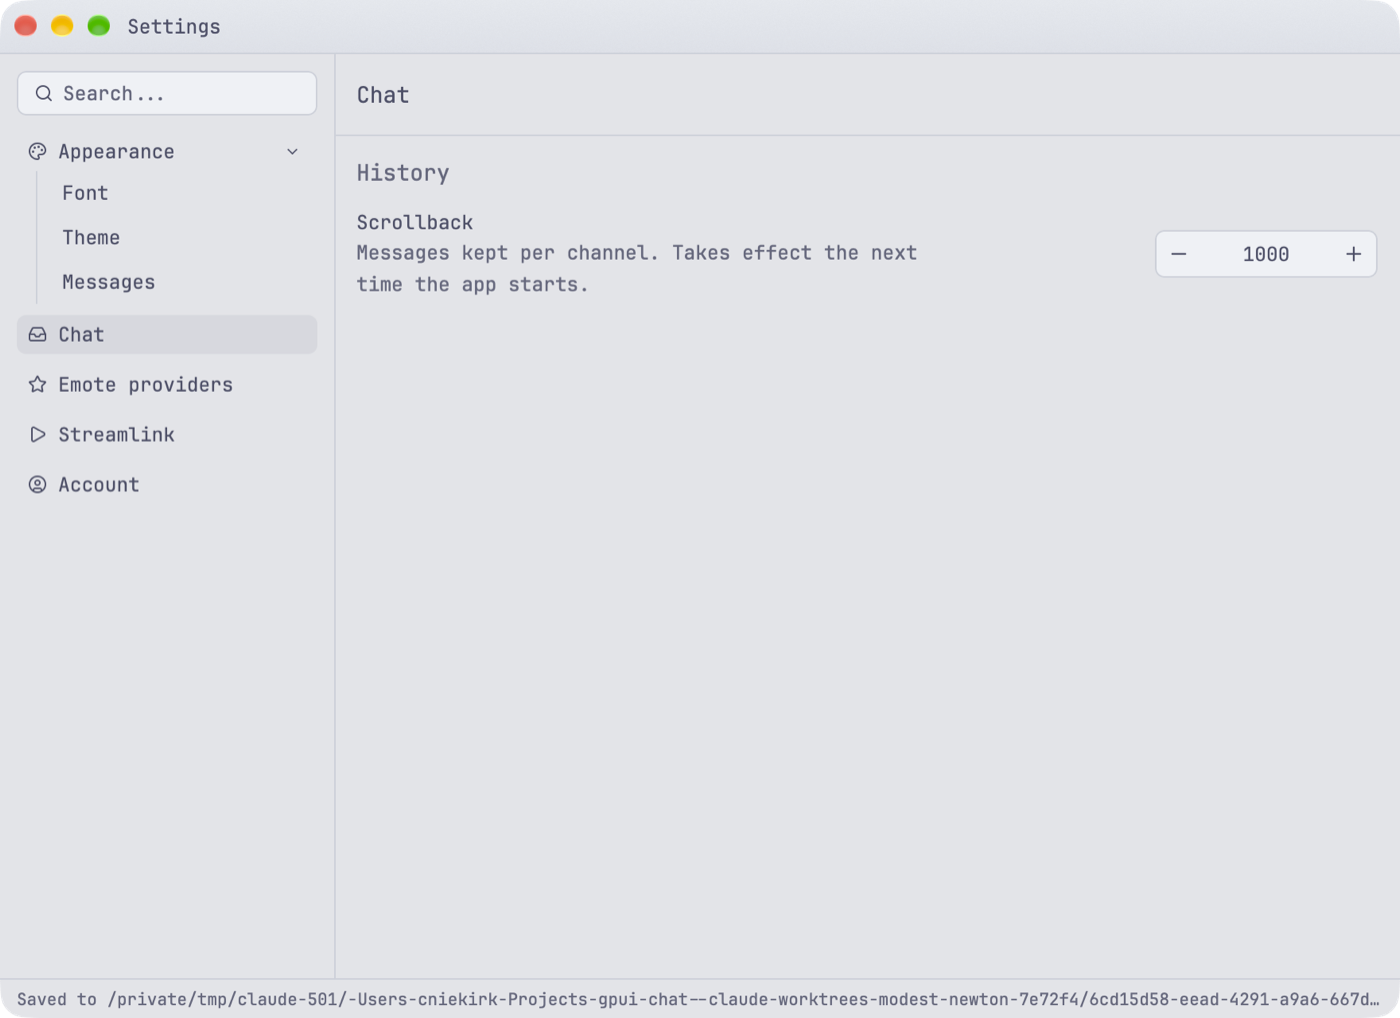 Settings
Search...
Appearance
Font
Theme
Messages
Chat
Emote providers
Streamlink
Account
Chat
History
Scrollback
Messages kept per channel. Takes effect the next
time the app starts.
1000
Saved to /private/tmp/claude-501/-Users-cniekirk-Projects-gpui-chat--claude-worktrees-modest-newton-7e72f4/6cd15d58-eead-4291-a9a6-667d…